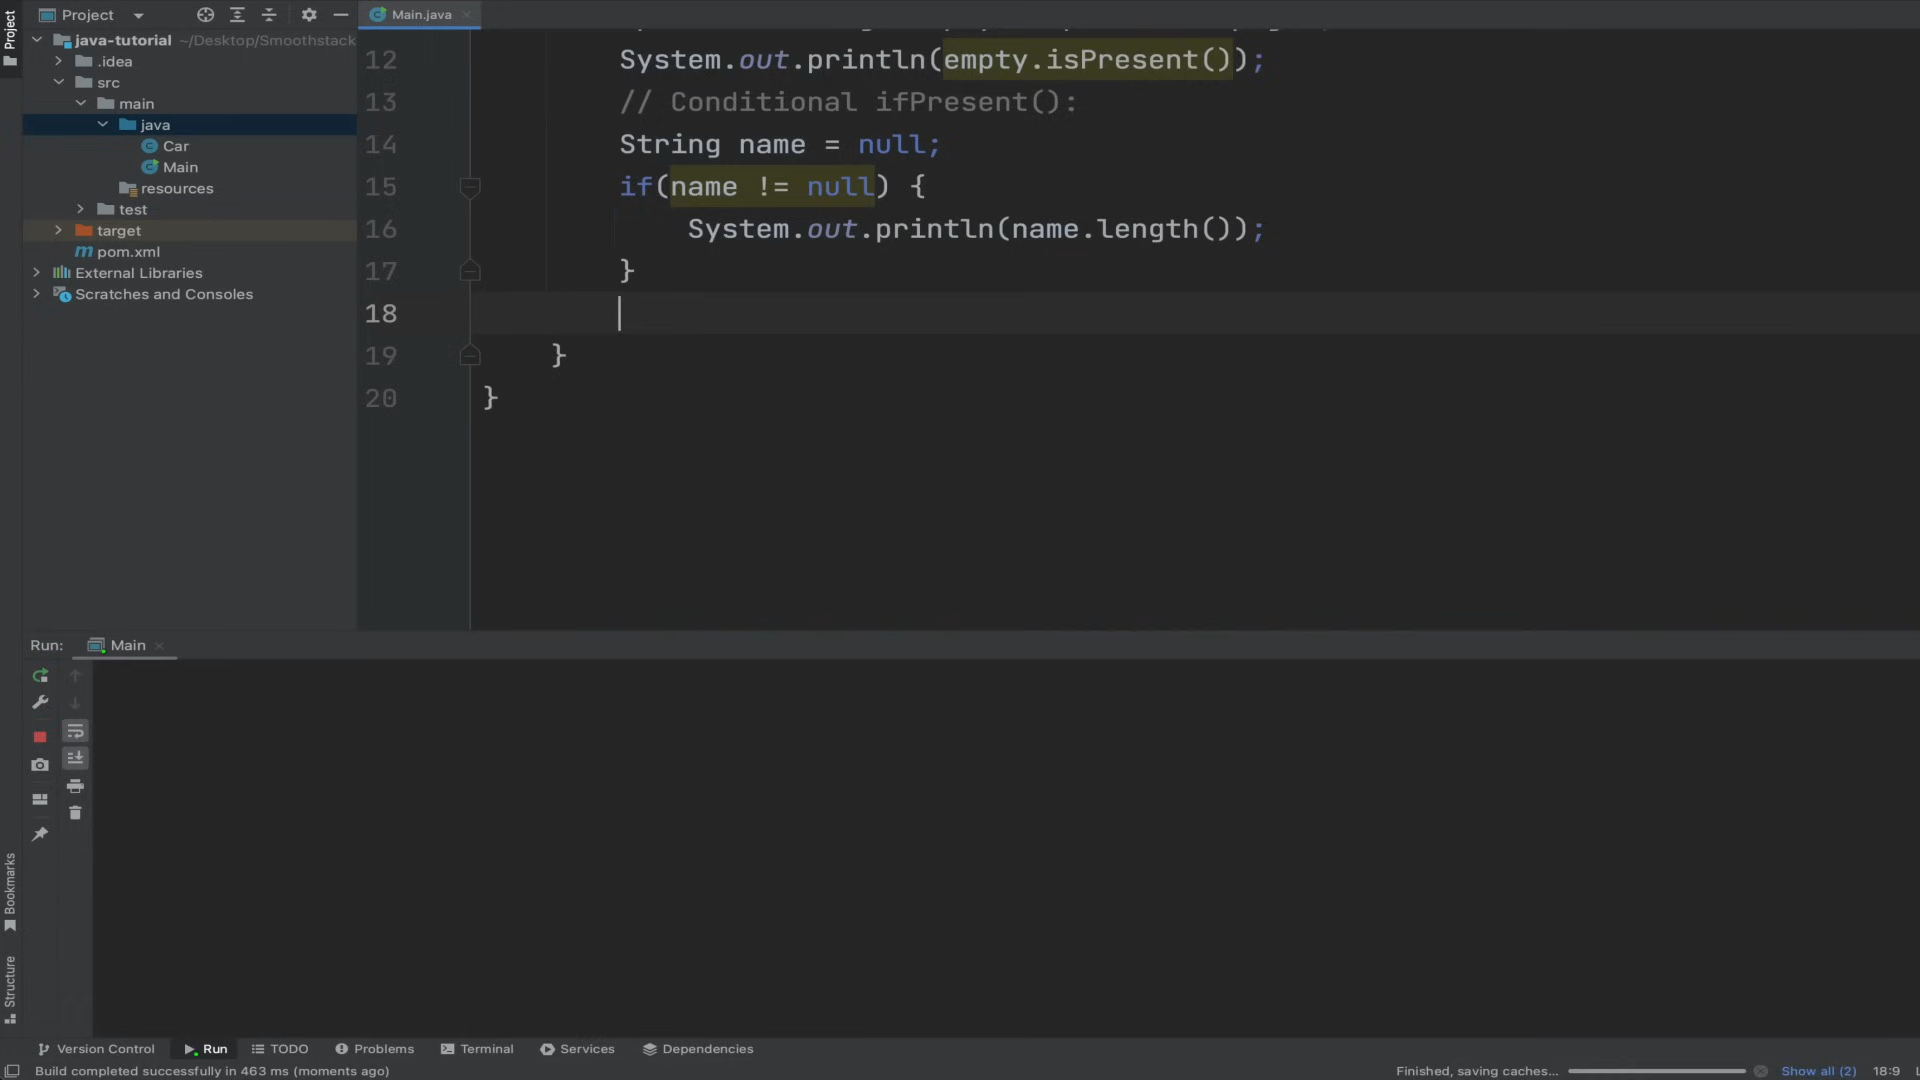 Project
Main.java
Project
java-tutorial ~/Desktop/Smoothstack
.idea
src
main
java
Car
Main
resources
test
target
pom.xml
External Libraries
Scratches and Consoles
12 System.out.println(empty.isPresent());
13 // Conditional ifPresent():
14 String name = null;
15 if(name != null) {
16 System.out.println(name.length());
17 }
18
19 }
20 }
Run: Main
Bookmarks
Structure
Version Control Run TODO Problems Terminal Services Dependencies
Build completed successfully in 463 ms (moments ago) Finished, saving caches... Show all (2) 18:9